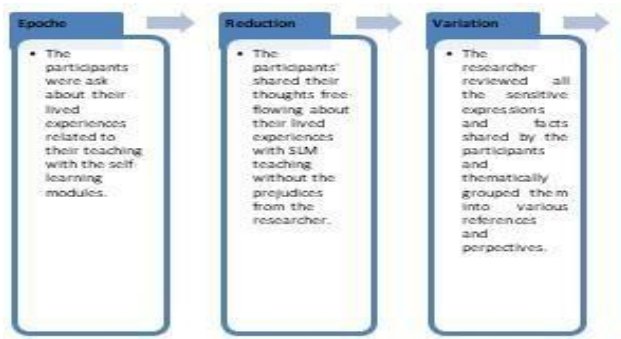 Epoche
• The
participants
were ask
about their
lived
experiences
related to
their teaching
with the self-
learning
modules.
Reduction
• The
participants'
shared their
thoughts free-
flowing about
their lived
experiences
with SLM
teaching
without the
prejudices
from the
researcher.
Variation
• The
researcher
reviewed all
the sensitive
expressions
and facts
shared by the
participants
and
thematically
grouped them
into various
references
and
perpectives.